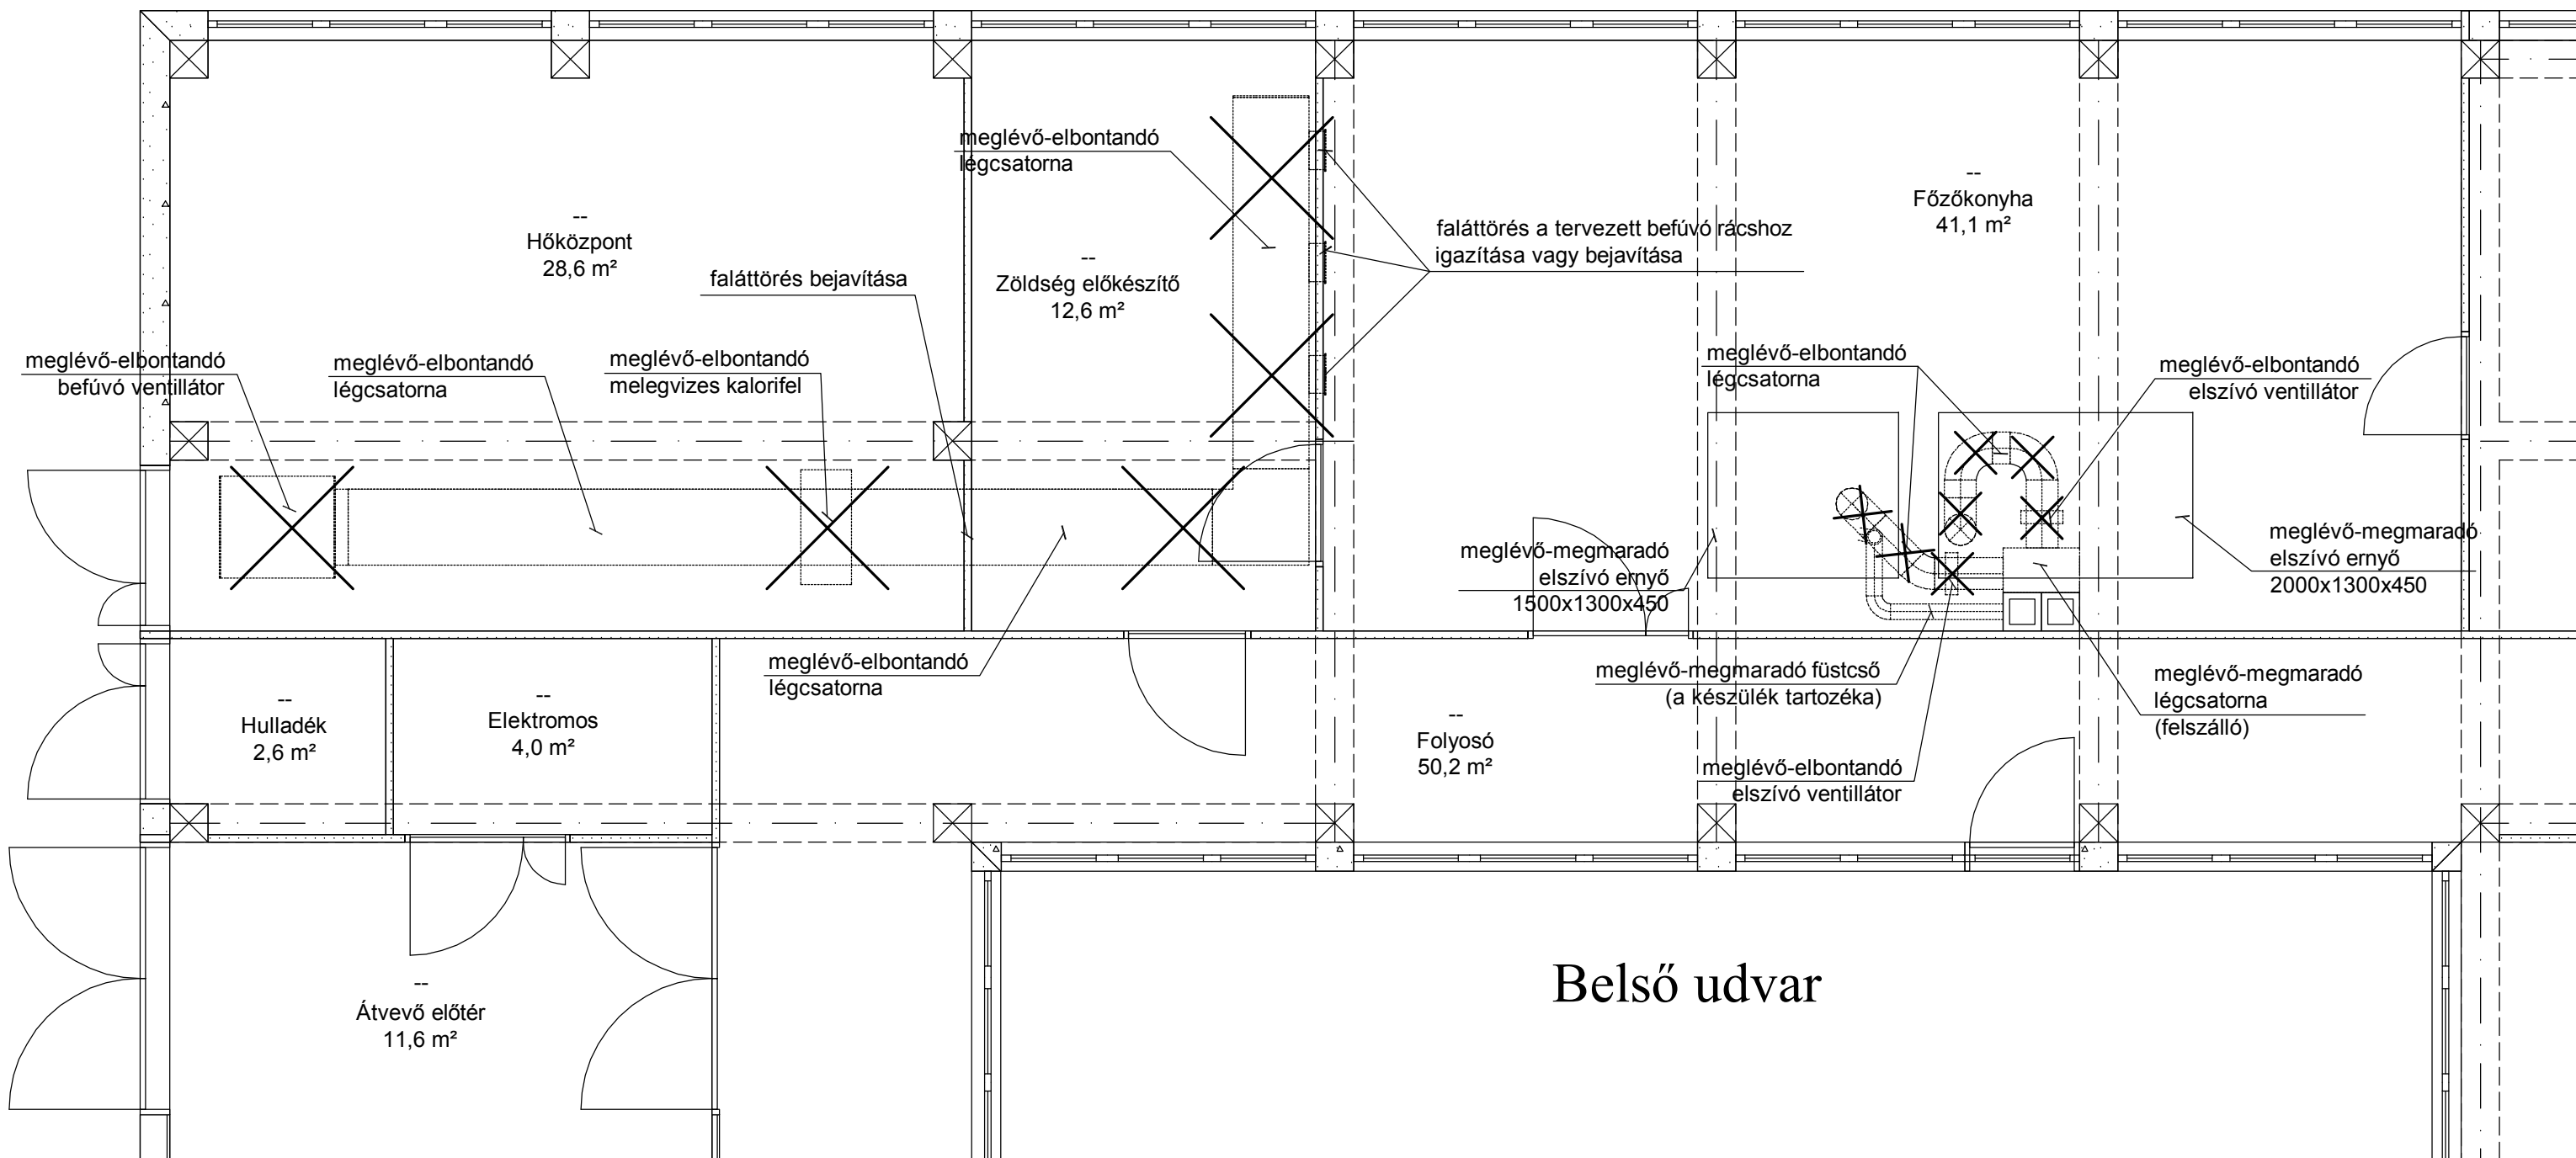 meglévő-elbontandó
légcsatorna
--
Főzőkonyha
41,1 m²
--
Hőközpont
28,6 m²
faláttörés a tervezett befúvó rácshoz
igazítása vagy bejavítása
--
Zöldség előkészítő
12,6 m²
faláttörés bejavítása
meglévő-elbontandó
befúvó ventillátor
meglévő-elbontandó
légcsatorna
meglévő-elbontandó
melegvizes kalorifel
meglévő-elbontandó
légcsatorna
meglévő-elbontandó
elszívó ventillátor
meglévő-megmaradó
elszívó ernyő
1500x1300x450
meglévő-megmaradó
elszívó ernyő
2000x1300x450
meglévő-elbontandó
légcsatorna
meglévő-megmaradó füstcső
(a készülék tartozéka)
meglévő-megmaradó
légcsatorna
(felszálló)
--
Hulladék
2,6 m²
--
Elektromos
4,0 m²
--
Folyosó
50,2 m²
meglévő-elbontandó
elszívó ventillátor
--
Átvevő előtér
11,6 m²
Belső udvar